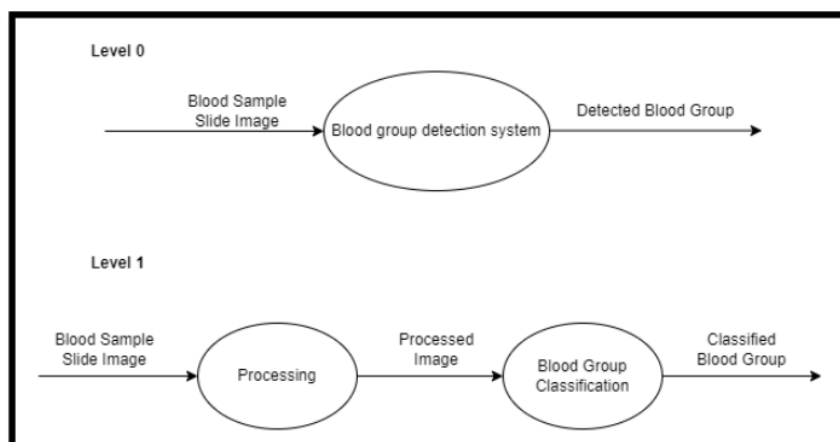 Level 0
Blood Sample
Slide Image
Blood group detection system
Detected Blood Group
Level 1
Blood Sample
Slide Image
Processing
Processed
Image
Blood Group
Classification
Classified
Blood Group